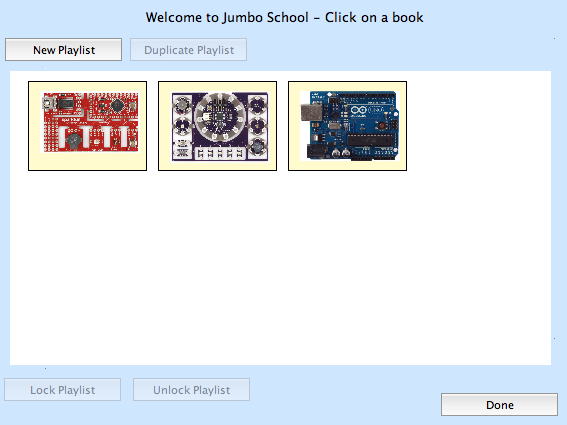 Welcome to Jumbo School – Click on a book
New Playlist
Duplicate Playlist
Lock Playlist
Unlock Playlist
Done